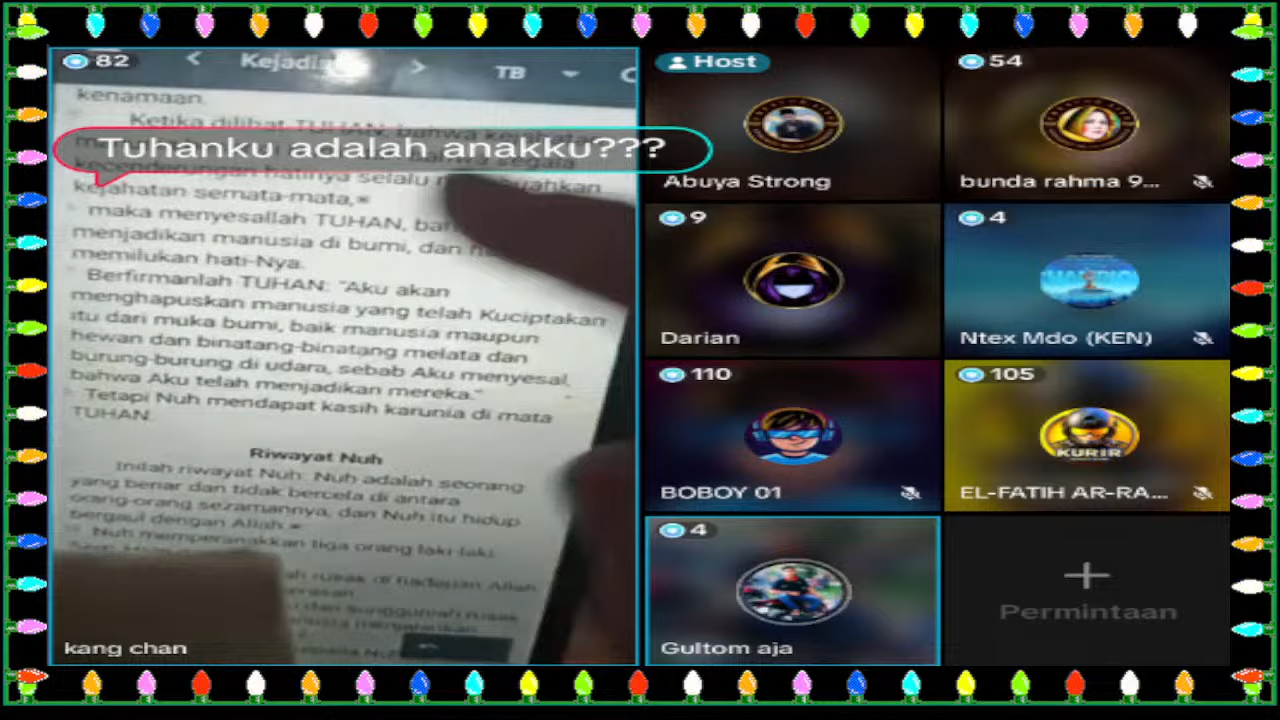 82
Kejadi
TB
kenamaan.
Ketika dilihat TUHAN, bahwa kejahatan
Tuhanku adalah anakku???
kecenderungan hatinya selalu
kejahatan semata-mata,*
maka menyesallah TUHAN,
menjadikan manusia di bumi, dan
memilukan hati-Nya.
Berfirmanlah TUHAN: "Aku akan
menghapuskan manusia yang telah Kuciptakan
itu dari muka bumi, baik manusia maupun
hewan dan binatang-binatang melata dan
burung-burung di udara, sebab Aku menyesal,
bahwa Aku telah menjadikan mereka."
Tetapi Nuh mendapat kasih karunia di mata
TUHAN.
Riwayat Nuh
Inilah riwayat Nuh: Nuh adalah seorang
yang benar dan tidak bercela di antara
orang-orang sezamannya, dan Nuh itu hidup
bergaul dengan Allah.*
Nuh memperanakkan tiga orang laki-laki:
rusak di hadapan Allah
kang chan
Host
Abuya Strong
54
bunda rahma 9...
9
Darian
4
Ntex Mdo (KEN)
110
BOBOY 01
105
KURIR
EL-FATIH AR-RA...
4
Gultom aja
Permintaan